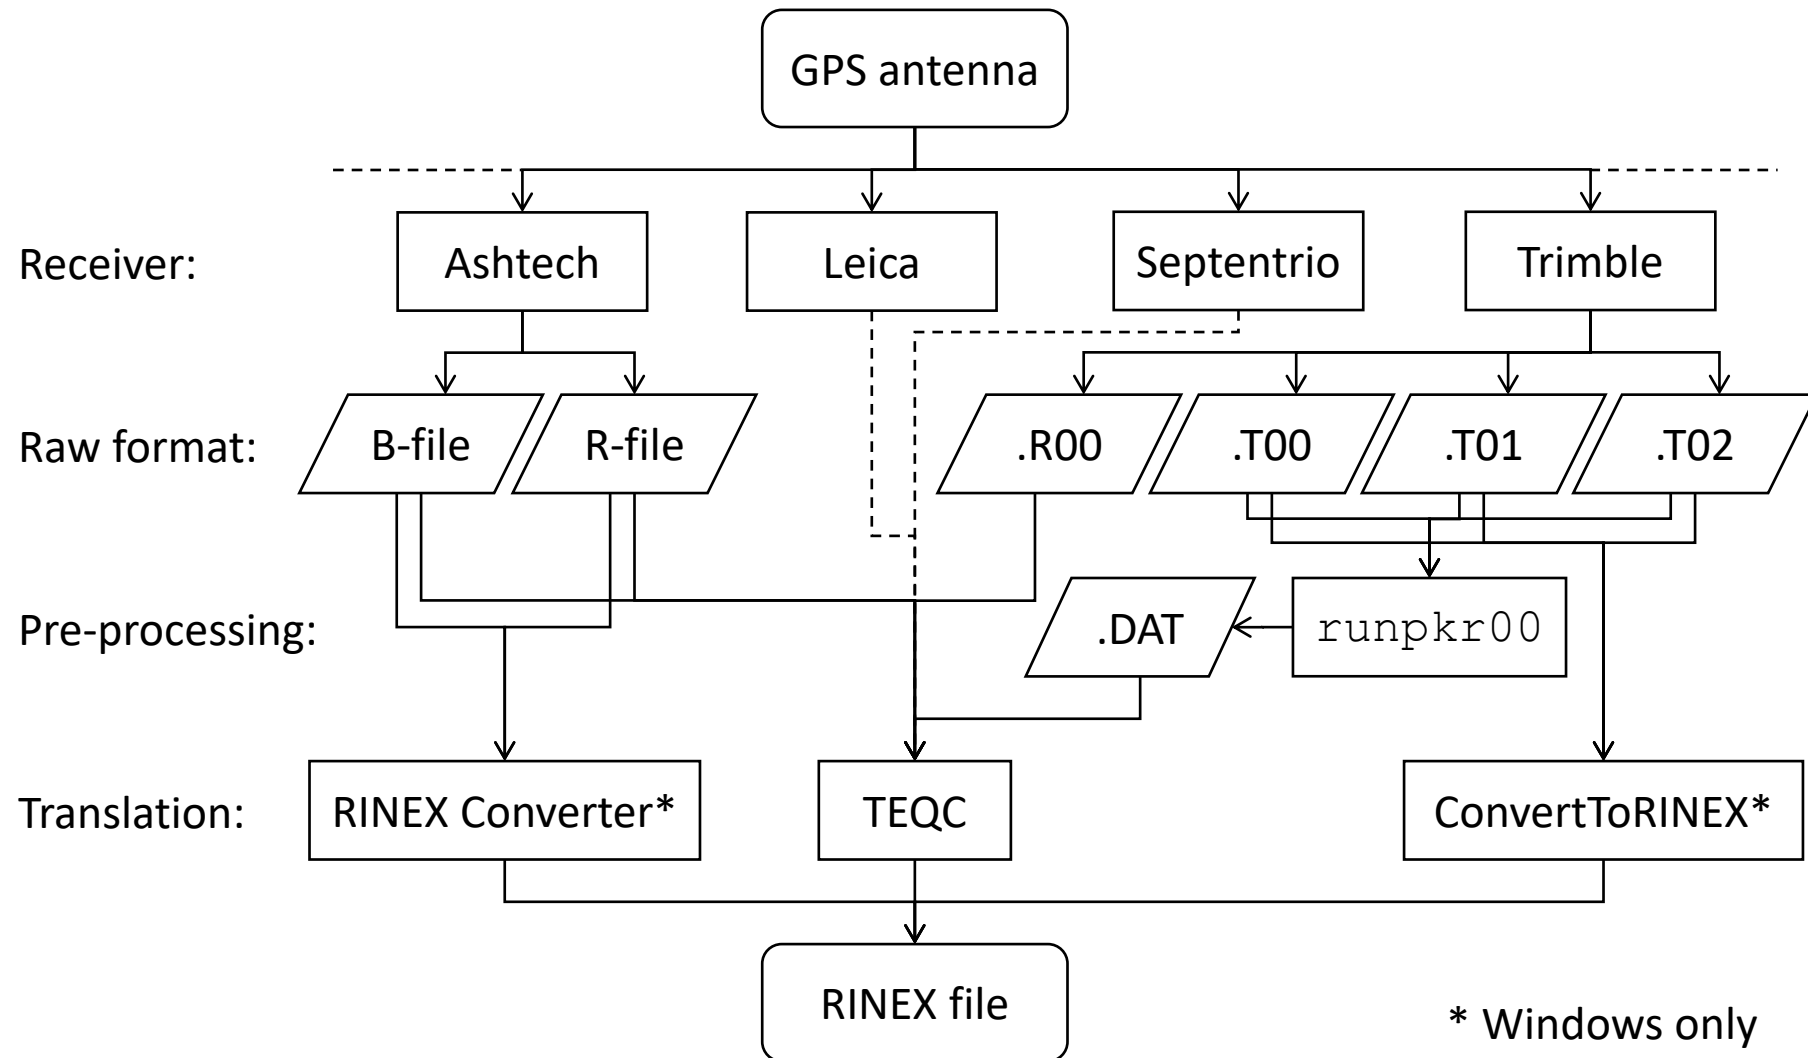 GPS antenna
Receiver:
Ashtech
Leica
Septentrio
Trimble
Raw format:
B-file
R-file
.R00
.T00
.T01
.T02
Pre-processing:
.DAT
runpkr00
Translation:
RINEX Converter*
TEQC
ConvertToRINEX*
RINEX file
* Windows only